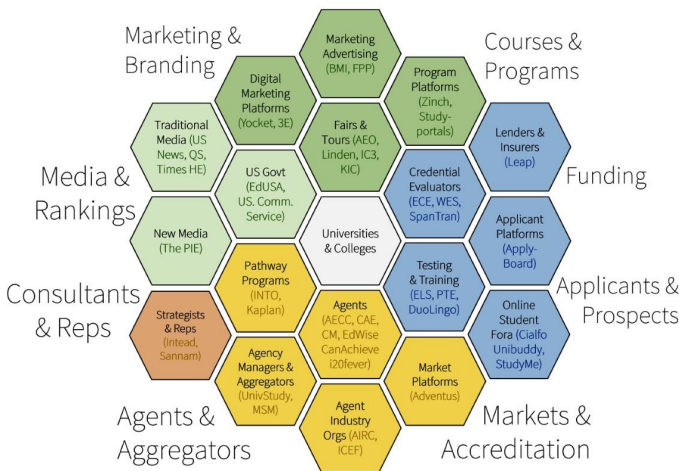 Marketing &
Branding
Marketing
Advertising
(BMI, FPP)
Courses &
Programs
Digital
Marketing
Platforms
(Yocket, 3E)
Program
Platforms
(Zinch,
Study-
portals)
Traditional
Media (US
News, QS,
Times HE)
Fairs &
Tours (AEO,
Linden, IC3,
KIC)
Lenders &
Insurers
(Leap)
Media &
Rankings
US Govt
(EdUSA,
US. Comm.
Service)
Credential
Evaluators
(ECE, WES,
SpanTran)
Funding
New Media
(The PIE)
Universities
& Colleges
Applicant
Platforms
(Apply-
Board)
Consultants
& Reps
Pathway
Programs
(INTO,
Kaplan)
Testing
& Training
(ELS, PTE,
DuoLingo)
Applicants &
Prospects
Strategists
& Reps
(Intead,
Sannam)
Agents
(AECC, CAE,
CM, EdWise
CanAchieve
i20fever)
Online
Student
Fora (Cialfo
Unibuddy,
StudyMe)
Agency
Managers &
Aggregators
(UnivStudy,
MSM)
Market
Platforms
(Adventus)
Agents &
Aggregators
Agent
Industry
Orgs (AIRC,
ICEF)
Markets &
Accreditation